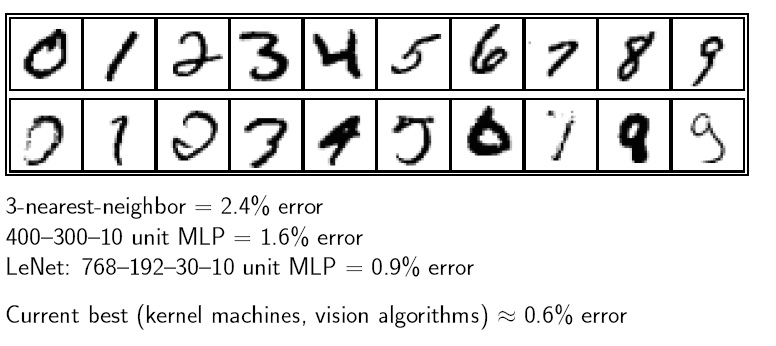 0 1 2 3 4 5 6 7 8 9
0 1 2 3 4 5 6 7 8 9
3-nearest-neighbor = 2.4% error
400–300–10 unit MLP = 1.6% error
LeNet: 768–192–30–10 unit MLP = 0.9% error
Current best (kernel machines, vision algorithms) ≈ 0.6% error